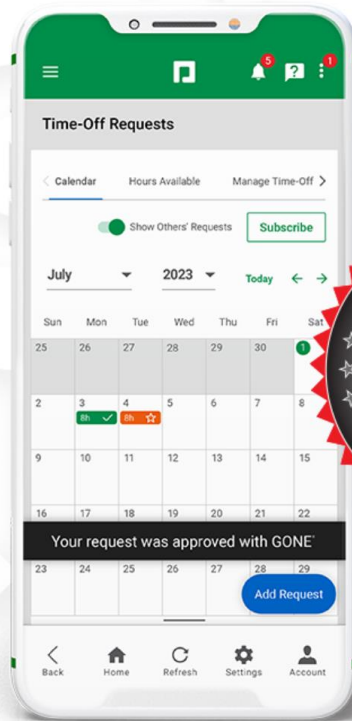 5
?
1
Time-Off Requests
Calendar Hours Available Manage Time-Off
Show Others' Requests Subscribe
July 2023 Today
Sun Mon Tue Wed Thu Fri Sat
25 26 27 28 29 30 1
2 3 4 5 6 7 8
8h 8h
9 10 11 12 13 14 15
16 17 18 19 20 21 22
Your request was approved with GONE
23 24 25 26 27 28 29
Add Request
Back Home Refresh Settings Account